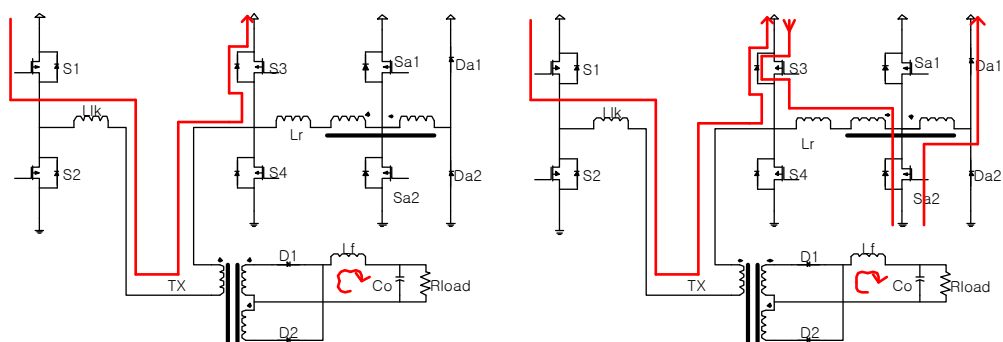 S1
S3
Sa1
Da1
Llk
Lr
S2
S4
Sa2
Da2
TX
D1
Lf
Co
Rload
D2
S1
S3
Sa1
Da1
Llk
Lr
S2
S4
Sa2
Da2
TX
D1
Lf
Co
Rload
D2